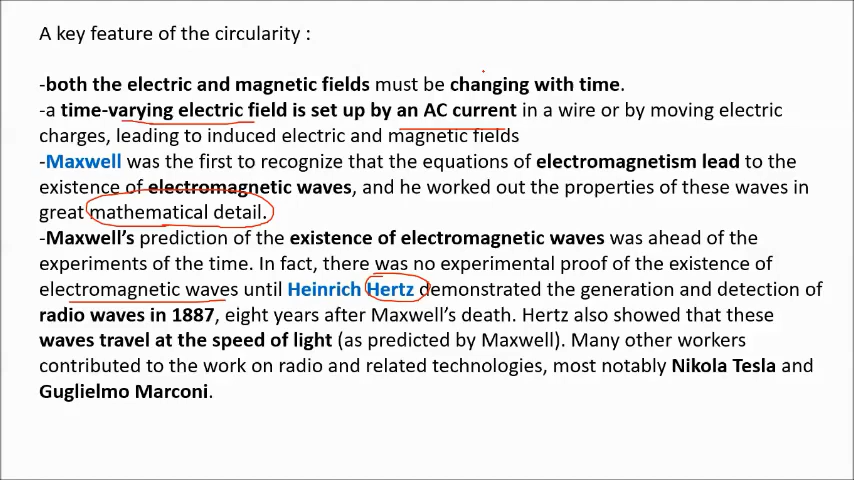 A key feature of the circularity :
-both the electric and magnetic fields must be changing with time.
-a time-varying electric field is set up by an AC current in a wire or by moving electric
charges, leading to induced electric and magnetic fields
-Maxwell was the first to recognize that the equations of electromagnetism lead to the
existence of electromagnetic waves, and he worked out the properties of these waves in
great mathematical detail.
-Maxwell’s prediction of the existence of electromagnetic waves was ahead of the
experiments of the time. In fact, there was no experimental proof of the existence of
electromagnetic waves until Heinrich Hertz demonstrated the generation and detection of
radio waves in 1887, eight years after Maxwell’s death. Hertz also showed that these
waves travel at the speed of light (as predicted by Maxwell). Many other workers
contributed to the work on radio and related technologies, most notably Nikola Tesla and
Guglielmo Marconi.